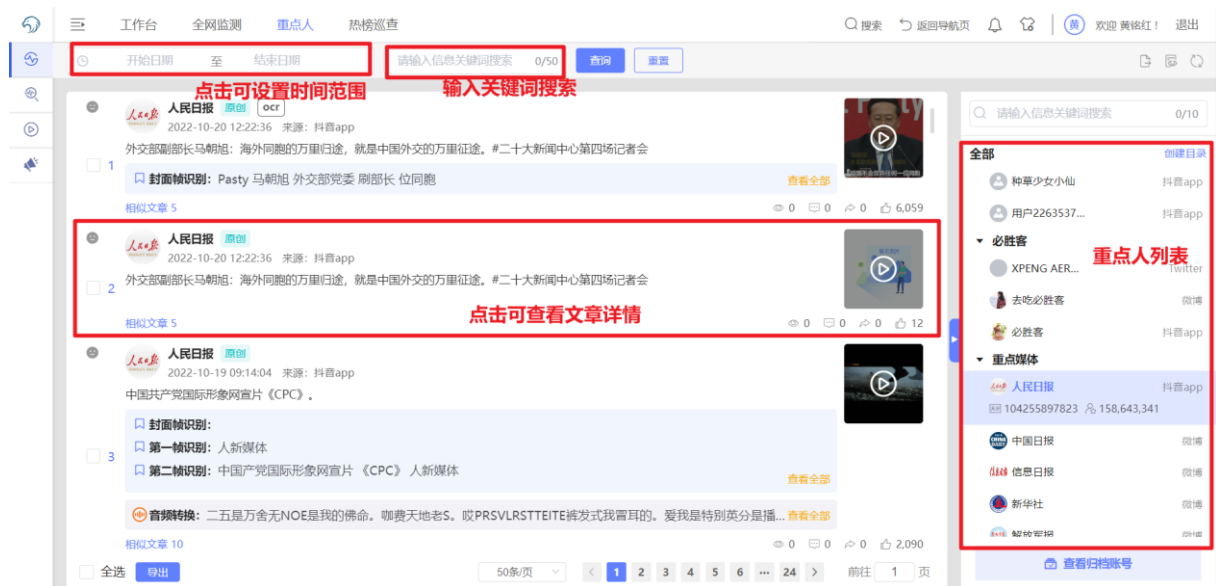 工作台 全网监测 重点人 热榜巡查 搜索 返回导航页 黄 欢迎 黄铭红！ 退出
开始日期 至 结束日期 请输入信息关键词搜索 0/50 查询 重置
点击可设置时间范围 输入关键词搜索
人民日报 原创 ocr
2022-10-20 12:22:36 来源：抖音app
外交部副部长马朝旭：海外同胞的万里归途，就是中国外交的万里征途。#二十大新闻中心第四场记者会
1
封面帧识别：Pasty 马朝旭 外交部党委 刷部长 位同胞 查看全部
相似文章 5 0 0 0 6,059
人民日报 原创
2022-10-20 12:22:36 来源：抖音app
外交部副部长马朝旭：海外同胞的万里归途，就是中国外交的万里征途。#二十大新闻中心第四场记者会
2
点击可查看文章详情
相似文章 5 0 0 0 12
人民日报 原创
2022-10-19 09:14:04 来源：抖音app
中国共产党国际形象网宣片《CPC》。
封面帧识别：
第一帧识别：人新媒体
3
第二帧识别：中国产党国际形象网宣片 《CPC》 人新媒体
查看全部
音频转换：二五是万舍无NOE是我的佛命。咖费天地老S。哎PRSVLRSTTEITE裤发式我冒耳的。爱我是特别英分是播... 查看全部
相似文章 10 0 0 0 2,090
全选 导出 50条/页 1 2 3 4 5 6 ... 24 前往 1 页
请输入信息关键词搜索 0/10
全部 创建目录
种草少女小仙 抖音app
用户2263537... 抖音app
必胜客
重点人列表
XPENG AER... Twitter
去吃必胜客 微博
必胜客 抖音app
重点媒体
人民日报 抖音app
104255897823 158,643,341
中国日报 微博
信息日报 微博
新华社 微博
解放军报 微博
查看归档账号